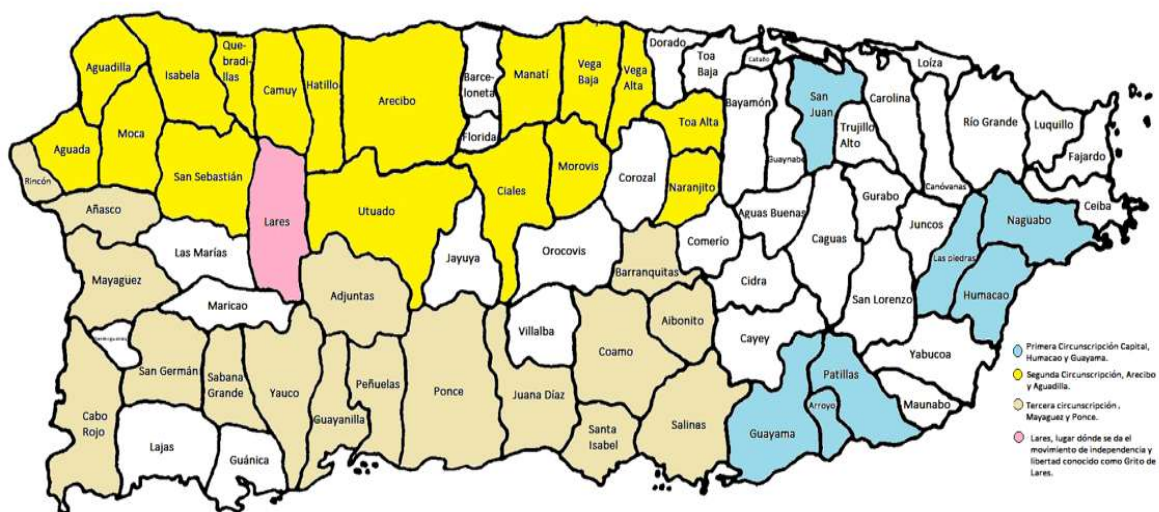 Aguadilla
Isabela
Que-
bradi-
llas
Camuy
Hatillo
Arecibo
Barce-
loneta
Manatí
Vega
Baja
Vega
Alta
Dorado
Toa
Baja
Cataño
San
Juan
Carolina
Loíza
Río Grande
Luquillo
Fajardo
Moca
Florida
Toa Alta
Bayamón
Trujillo
Alto
Guaynabo
Aguada
San Sebastián
Morovis
Corozal
Naranjito
Canóvanas
Rincón
Añasco
Lares
Utuado
Ciales
Aguas Buenas
Gurabo
Juncos
Naguabo
Ceiba
Las Marías
Jayuya
Orocovis
Comerío
Caguas
Las piedras
Mayagüez
Barranquitas
Maricao
Adjuntas
Cidra
San Lorenzo
Humacao
Villalba
Aibonito
Cayey
Coamo
Yabucoa
San Germán
Sabana
Grande
Yauco
Peñuelas
Ponce
Juana Díaz
Patillas
Cabo
Rojo
Guayanilla
Santa
Isabel
Salinas
Guayama
Arroyo
Maunabo
Lajas
Guánica
Primera Circunscripción Capital,
Humacao y Guayama.
Segunda Circunscripción, Arecibo
y Aguadilla.
Tercera circunscripción ,
Mayaguez y Ponce.
Lares, lugar dónde se da el
movimiento de independencia y
libertad conocido como Grito de
Lares.